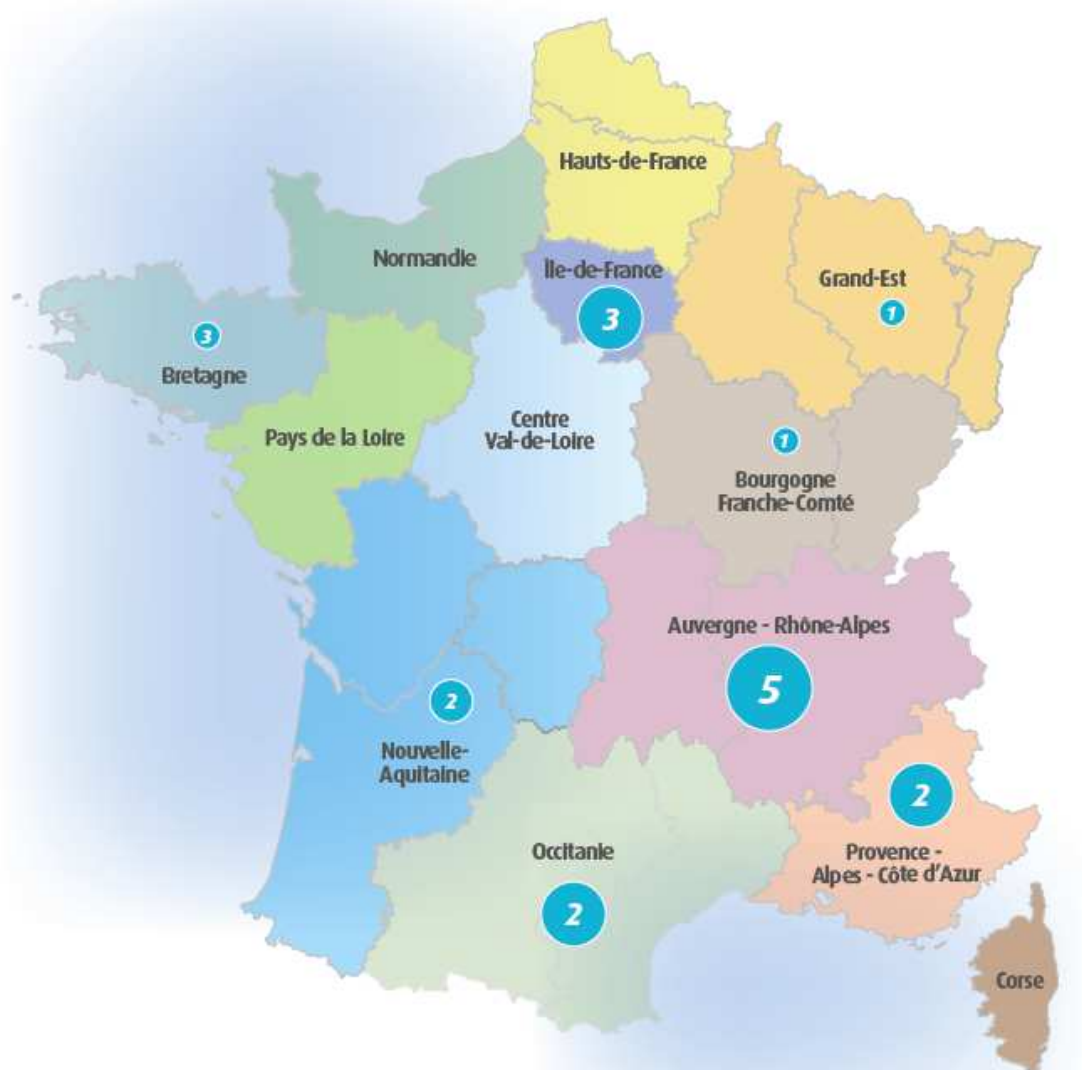 Hauts-de-France
Normandie
Île-de-France
3
Grand-Est
1
3
Bretagne
Pays de la Loire
Centre
Val-de-Loire
1
Bourgogne
Franche-Comté
Auvergne - Rhône-Alpes
5
2
Nouvelle-
Aquitaine
2
Provence -
Alpes - Côte d'Azur
Occitanie
2
Corse